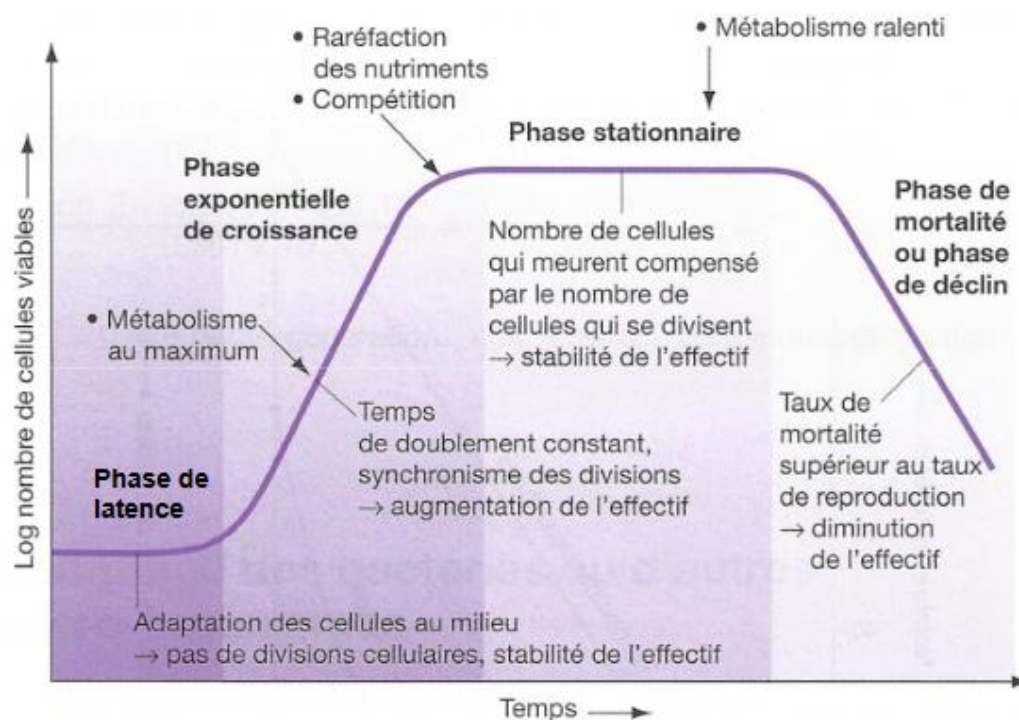 • Raréfaction
des nutriments
• Compétition
• Métabolisme ralenti
Phase stationnaire
Phase
exponentielle
de croissance
Phase de
mortalité
ou phase
de déclin
Nombre de cellules
qui meurent compensé
par le nombre de
cellules qui se divisent
→ stabilité de l'effectif
• Métabolisme
au maximum
Temps
de doublement constant,
synchronisme des divisions
→ augmentation de l'effectif
Taux de
mortalité
supérieur au taux
de reproduction
→ diminution
de l'effectif
Phase de
latence
Adaptation des cellules au milieu
→ pas de divisions cellulaires, stabilité de l'effectif
Log nombre de cellules viables
Temps